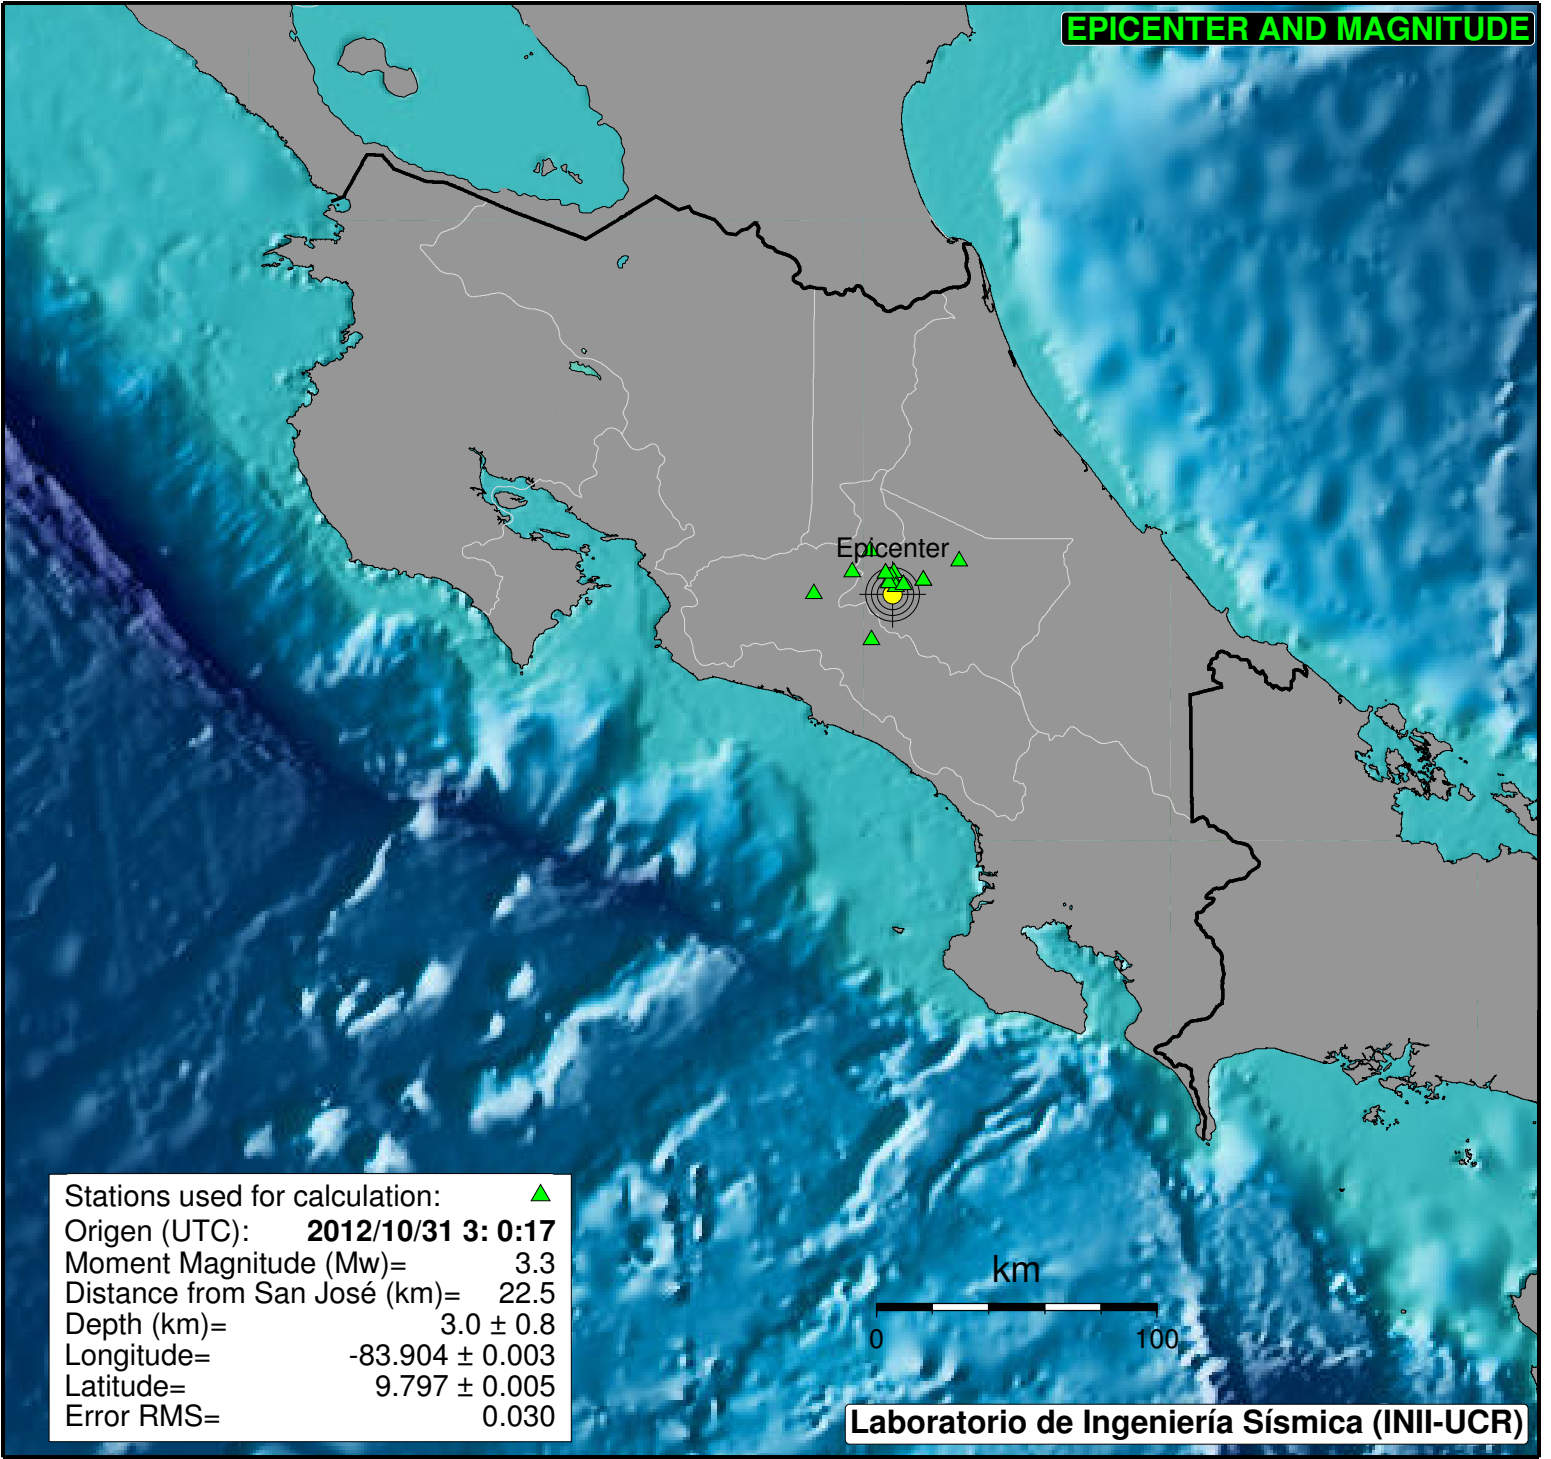 EPICENTER AND MAGNITUDE
Epicenter
Stations used for calculation:
Origen (UTC): 2012/10/31 3: 0:17
Moment Magnitude (Mw)= 3.3
Distance from San José (km)= 22.5
Depth (km)= 3.0 ± 0.8
Longitude= -83.904 ± 0.003
Latitude= 9.797 ± 0.005
Error RMS= 0.030
km
0 100
Laboratorio de Ingeniería Sísmica (INII-UCR)